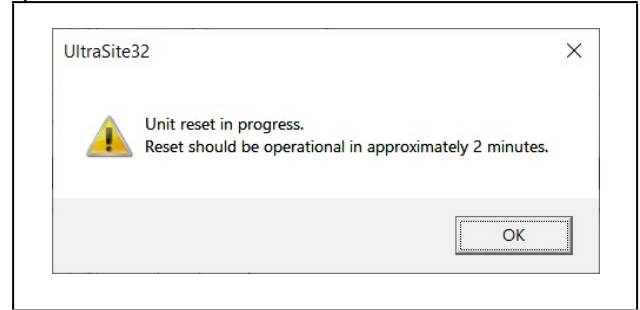 UltraSite32
Unit reset in progress.
Reset should be operational in approximately 2 minutes.
OK